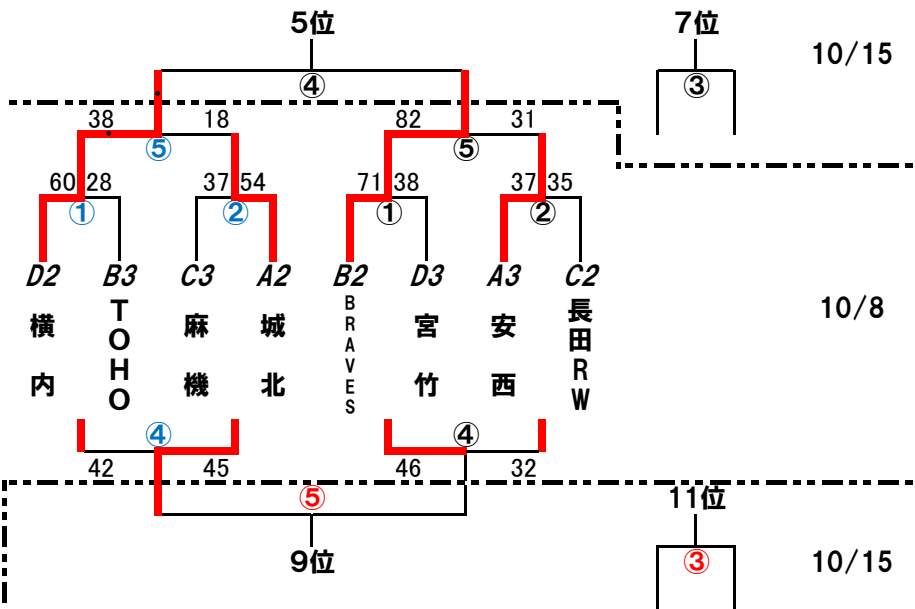 5位 7位
10/15
④ ③
38 18 82 31
⑤ ⑤
60 28 37 54 71 38 37 35
① ② ① ②
D2 B3 C3 A2 B2 D3 A3 C2
横内 TOHO 麻機 城北 BRAVES 宮竹 安西 長田RW
10/8
④ ④
42 45 46 32
⑤ 11位
9位 ③ 10/15